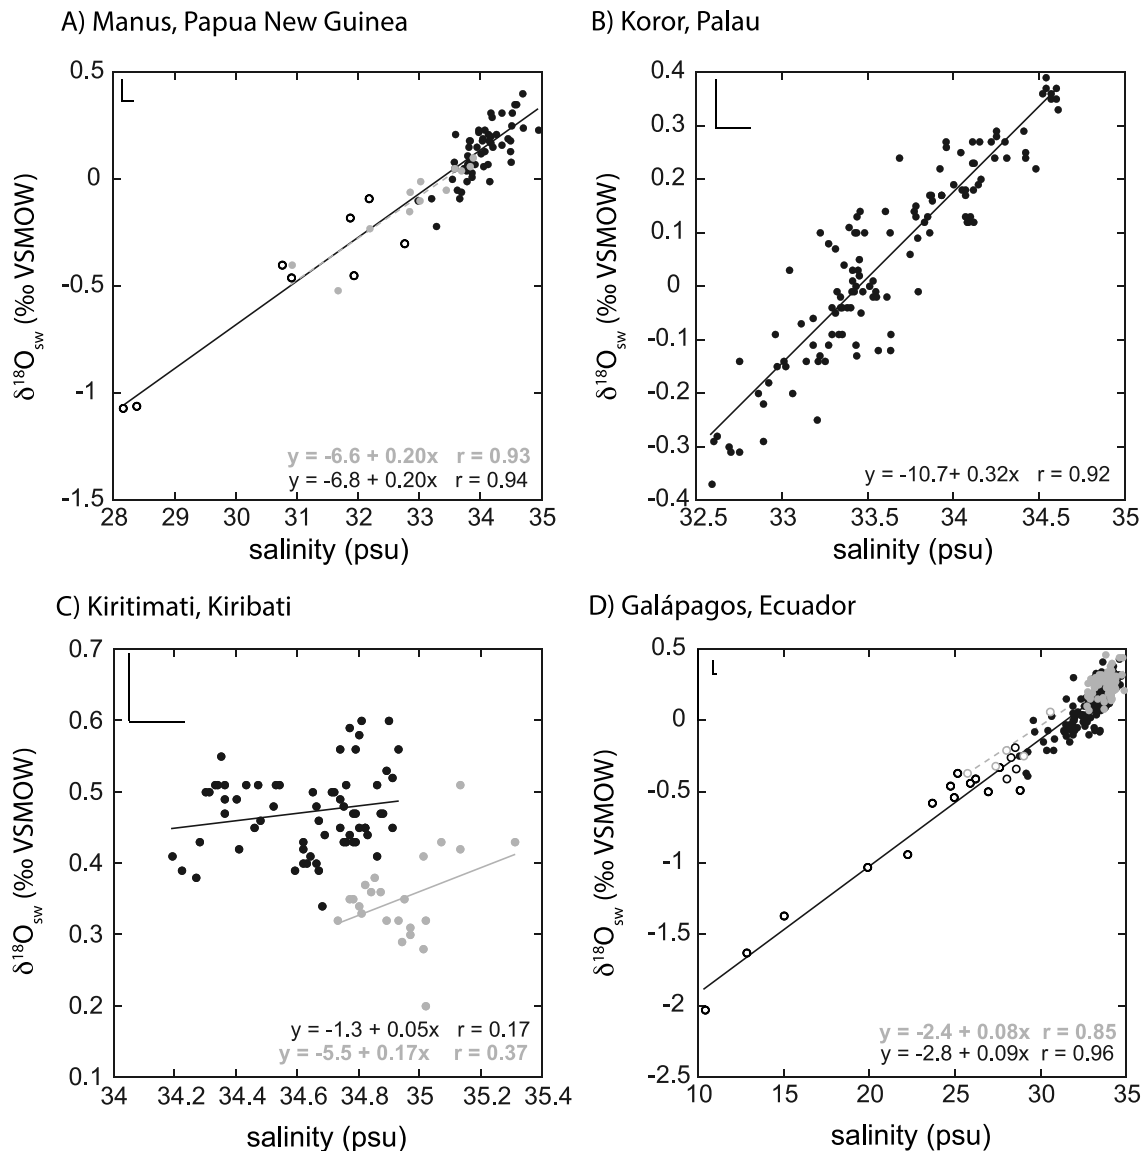 A) Manus, Papua New Guinea
0.5
0
-0.5
-1
-1.5
δ¹⁸Osw (‰ VSMOW)
y = -6.6 + 0.20x r = 0.93
y = -6.8 + 0.20x r = 0.94
28 29 30 31 32 33 34 35
salinity (psu)
B) Koror, Palau
0.4
0.3
0.2
0.1
0
-0.1
-0.2
-0.3
-0.4
δ¹⁸Osw (‰ VSMOW)
y = -10.7+ 0.32x r = 0.92
32.5 33 33.5 34 34.5 35
salinity (psu)
C) Kiritimati, Kiribati
0.7
0.6
0.5
0.4
0.3
0.2
0.1
δ¹⁸Osw (‰ VSMOW)
y = -1.3 + 0.05x r = 0.17
y = -5.5 + 0.17x r = 0.37
34 34.2 34.4 34.6 34.8 35 35.2 35.4
salinity (psu)
D) Galápagos, Ecuador
0.5
0
-0.5
-1
-1.5
-2
-2.5
δ¹⁸Osw (‰ VSMOW)
y = -2.4 + 0.08x r = 0.85
y = -2.8 + 0.09x r = 0.96
10 15 20 25 30 35
salinity (psu)